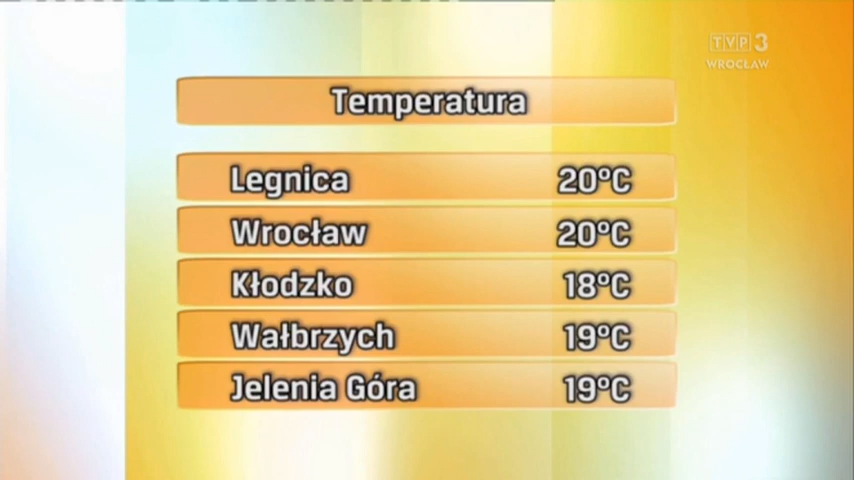 TVP3
WROCŁAW
Temperatura
Legnica 20°C
Wrocław 20°C
Kłodzko 18°C
Wałbrzych 19°C
Jelenia Góra 19°C